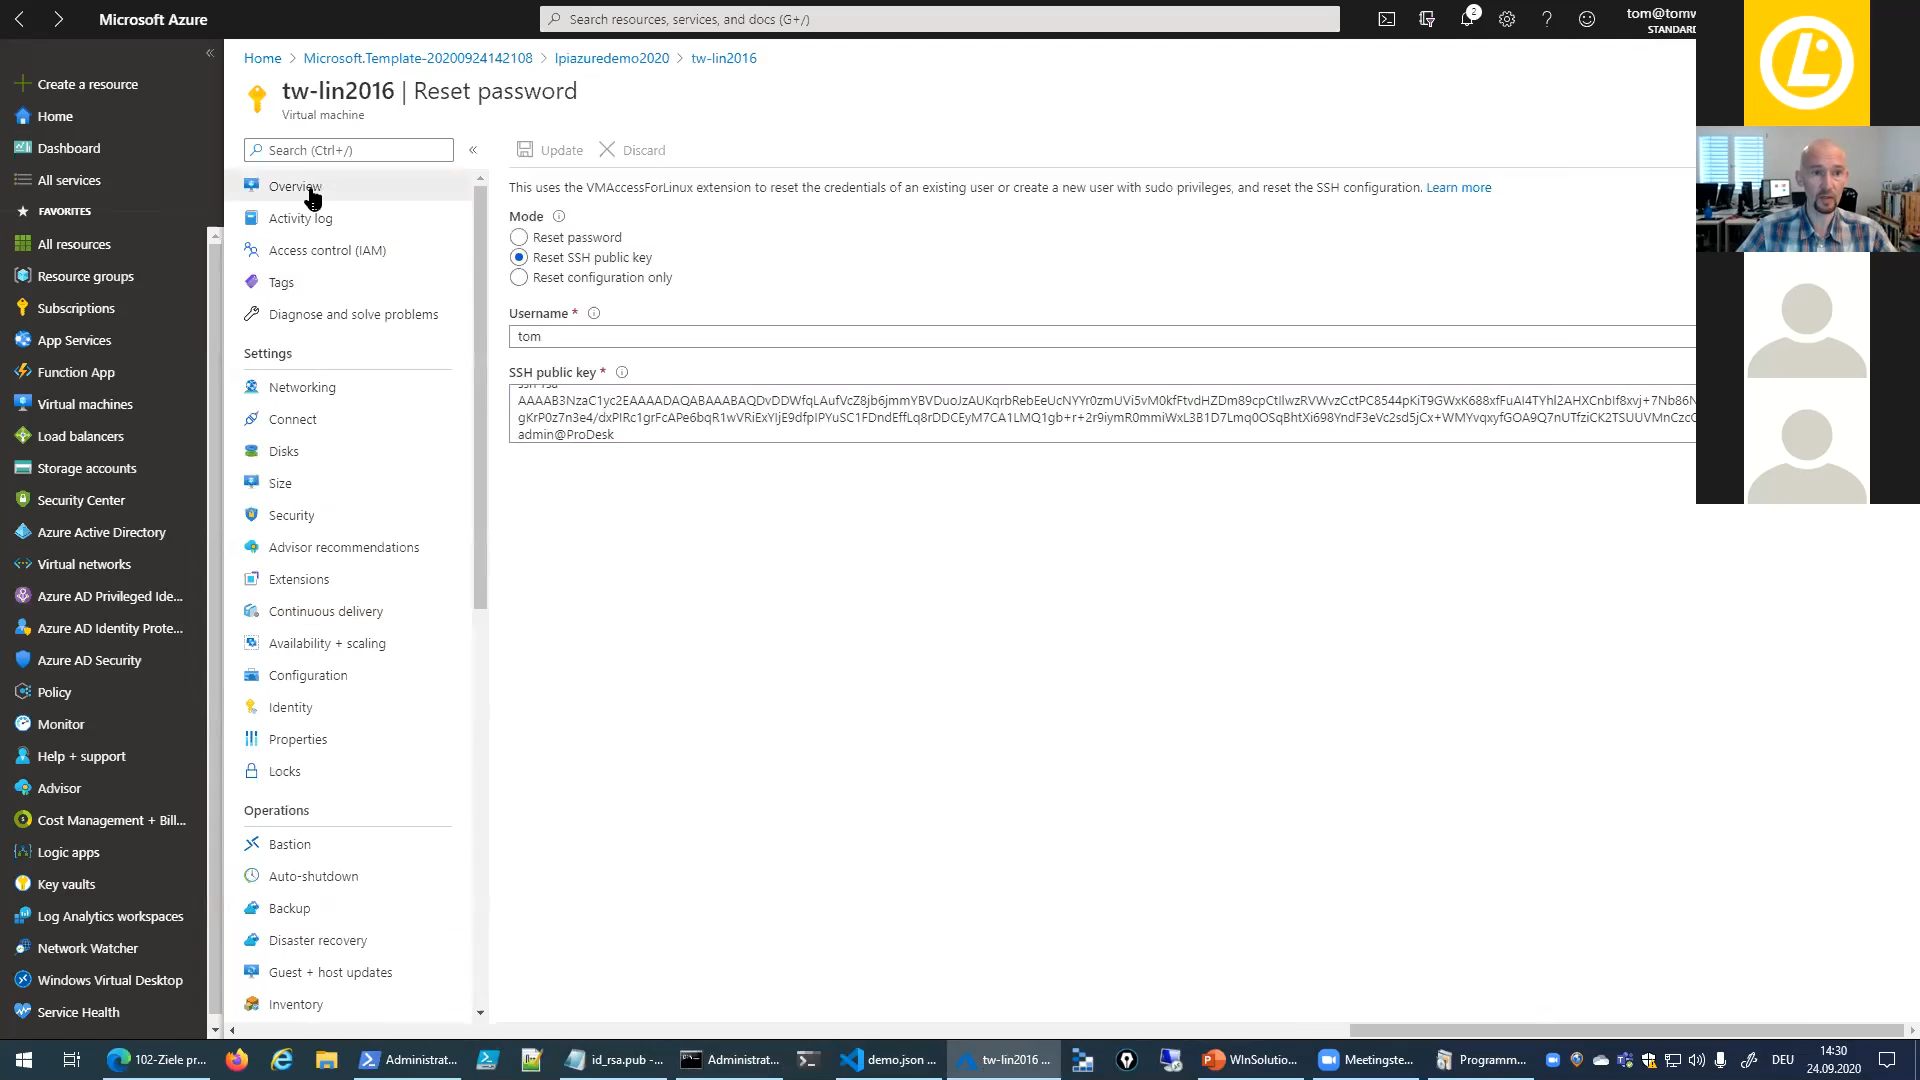 Microsoft Azure
Search resources, services, and docs (G+/)
2
tom@tomw
STANDARD
Create a resource
Home
Dashboard
All services
FAVORITES
All resources
Resource groups
Subscriptions
App Services
Function App
Virtual machines
Load balancers
Storage accounts
Security Center
Azure Active Directory
Virtual networks
Azure AD Privileged Ide...
Azure AD Identity Prote...
Azure AD Security
Policy
Monitor
Help + support
Advisor
Cost Management + Bill...
Logic apps
Key vaults
Log Analytics workspaces
Network Watcher
Windows Virtual Desktop
Service Health
Home > Microsoft.Template-20200924142108 > lpiazuredemo2020 > tw-lin2016
tw-lin2016 | Reset password
Virtual machine
Search (Ctrl+/)
Overview
Activity log
Access control (IAM)
Tags
Diagnose and solve problems
Settings
Networking
Connect
Disks
Size
Security
Advisor recommendations
Extensions
Continuous delivery
Availability + scaling
Configuration
Identity
Properties
Locks
Operations
Bastion
Auto-shutdown
Backup
Disaster recovery
Guest + host updates
Inventory
Update
Discard
This uses the VMAccessForLinux extension to reset the credentials of an existing user or create a new user with sudo privileges, and reset the SSH configuration. Learn more
Mode
Reset password
Reset SSH public key
Reset configuration only
Username *
tom
SSH public key *
ssh-rsa
admin@ProDesk
102-Ziele pr...
Administrat...
id_rsa.pub -...
Administrat...
demo.json ...
tw-lin2016 ...
WInSolutio...
Meetingste...
Programm...
DEU
14:30
24.09.2020